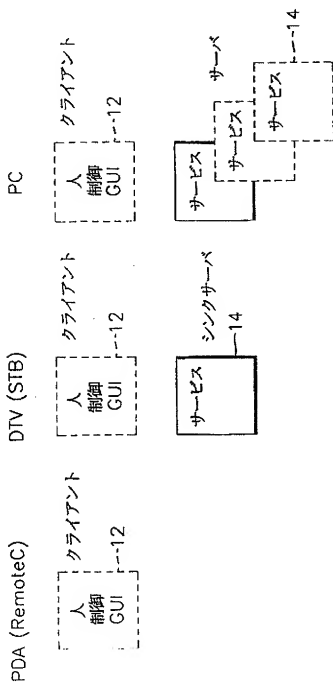 PDA (RemoteC)
クライアント
人
制御
GUI
12
DTV (STB)
クライアント
人
制御
GUI
12
シンクサーバ
サービス
14
PC
クライアント
人
制御
GUI
12
サーバ
サービス
サービス
サービス
14